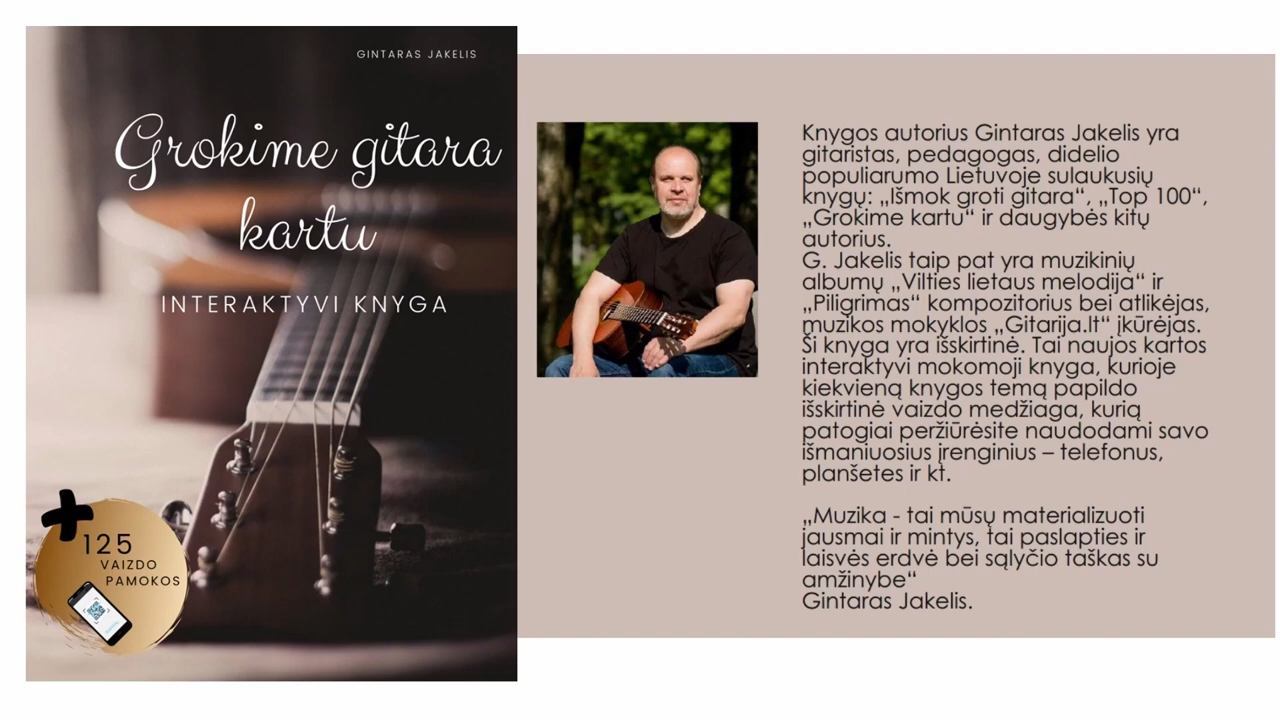 GINTARAS JAKELIS
Grokime gitara
kartu
INTERAKTYVI KNYGA
125
VAIZDO
PAMOKOS
Knygos autorius Gintaras Jakelis yra
gitaristas, pedagogas, didelio
populiarumo Lietuvoje sulaukusių
knygų: „Išmok groti gitara“, „Top 100“,
„Grokime kartu“ ir daugybės kitų
autorius.
G. Jakelis taip pat yra muzikinių
albumų „Vilties lietaus melodija“ ir
„Piligrimas“ kompozitorius bei atlikėjas,
muzikos mokyklos „Gitarija.lt“ įkūrėjas.
Ši knyga yra išskirtinė. Tai naujos kartos
interaktyvi mokomoji knyga, kurioje
kiekvieną knygos temą papildo
išskirtinė vaizdo medžiaga, kurią
patogiai peržiūrėsite naudodami savo
išmaniuosius įrenginius – telefonus,
planšetes ir kt.
„Muzika - tai mūsų materializuoti
jausmai ir mintys, tai paslapties ir
laisvės erdvė bei sąlyčio taškas su
amžinybe“
Gintaras Jakelis.